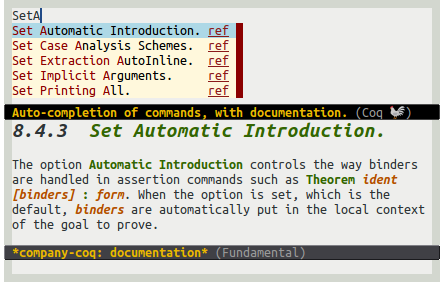 SetA
Set Automatic Introduction. ref
Set Case Analysis Schemes. ref
Set Extraction AutoInline. ref
Set Implicit Arguments. ref
Set Printing All. ref
Auto-completion of commands, with documentation. (Coq 🐓)
8.4.3 Set Automatic Introduction.
The option Automatic Introduction controls the way binders
are handled in assertion commands such as Theorem ident
[binders] : form. When the option is set, which is the
default, binders are automatically put in the local context
of the goal to prove.
*company-coq: documentation* (Fundamental)